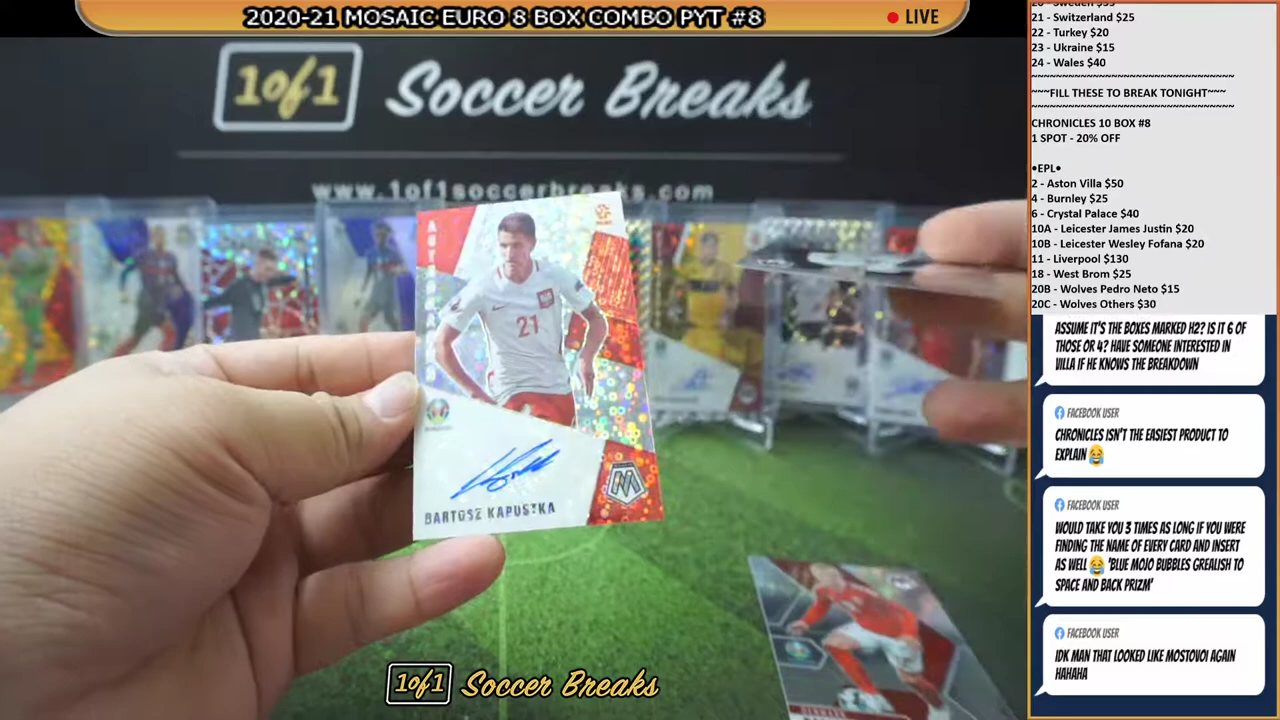 2020-21 MOSAIC EURO 8 BOX COMBO PYT #8
LIVE
1of1 Soccer Breaks
www.1of1soccerbreaks.com
AUTOGRAPHS
21
BARTOSZ KAPUSTKA
M
DENMARK
1of1 Soccer Breaks
20 - Sweden $35
21 - Switzerland $25
22 - Turkey $20
23 - Ukraine $15
24 - Wales $40
~~~~~~~~~~~~~~~~~~~~~~~~~~~~~~~~~
~~~FILL THESE TO BREAK TONIGHT~~~
~~~~~~~~~~~~~~~~~~~~~~~~~~~~~~~~~
CHRONICLES 10 BOX #8
1 SPOT - 20% OFF
•EPL•
2 - Aston Villa $50
4 - Burnley $25
6 - Crystal Palace $40
10A - Leicester James Justin $20
10B - Leicester Wesley Fofana $20
11 - Liverpool $130
18 - West Brom $25
20B - Wolves Pedro Neto $15
20C - Wolves Others $30
ASSUME IT'S THE BOXES MARKED H2? IS IT 6 OF
THOSE OR 4? HAVE SOMEONE INTERESTED IN
VILLA IF HE KNOWS THE BREAKDOWN
FACEBOOK USER
CHRONICLES ISN'T THE EASIEST PRODUCT TO
EXPLAIN 😂
FACEBOOK USER
WOULD TAKE YOU 3 TIMES AS LONG IF YOU WERE
FINDING THE NAME OF EVERY CARD AND INSERT
AS WELL 😂 'BLUE MOJO BUBBLES GREALISH TO
SPACE AND BACK PRIZM'
FACEBOOK USER
IDK MAN THAT LOOKED LIKE MOSTOVOI AGAIN
HAHAHA